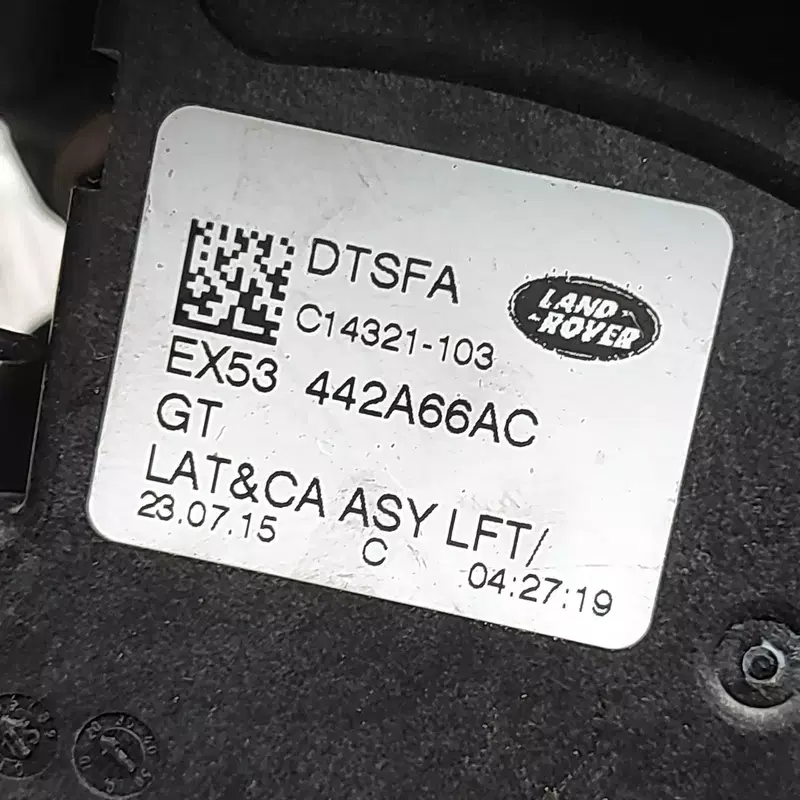 DTSFA
LAND
ROVER
C14321-103
EX53 442A66AC
GT
LAT&CA ASY LFT/
23.07.15 C 04:27:19